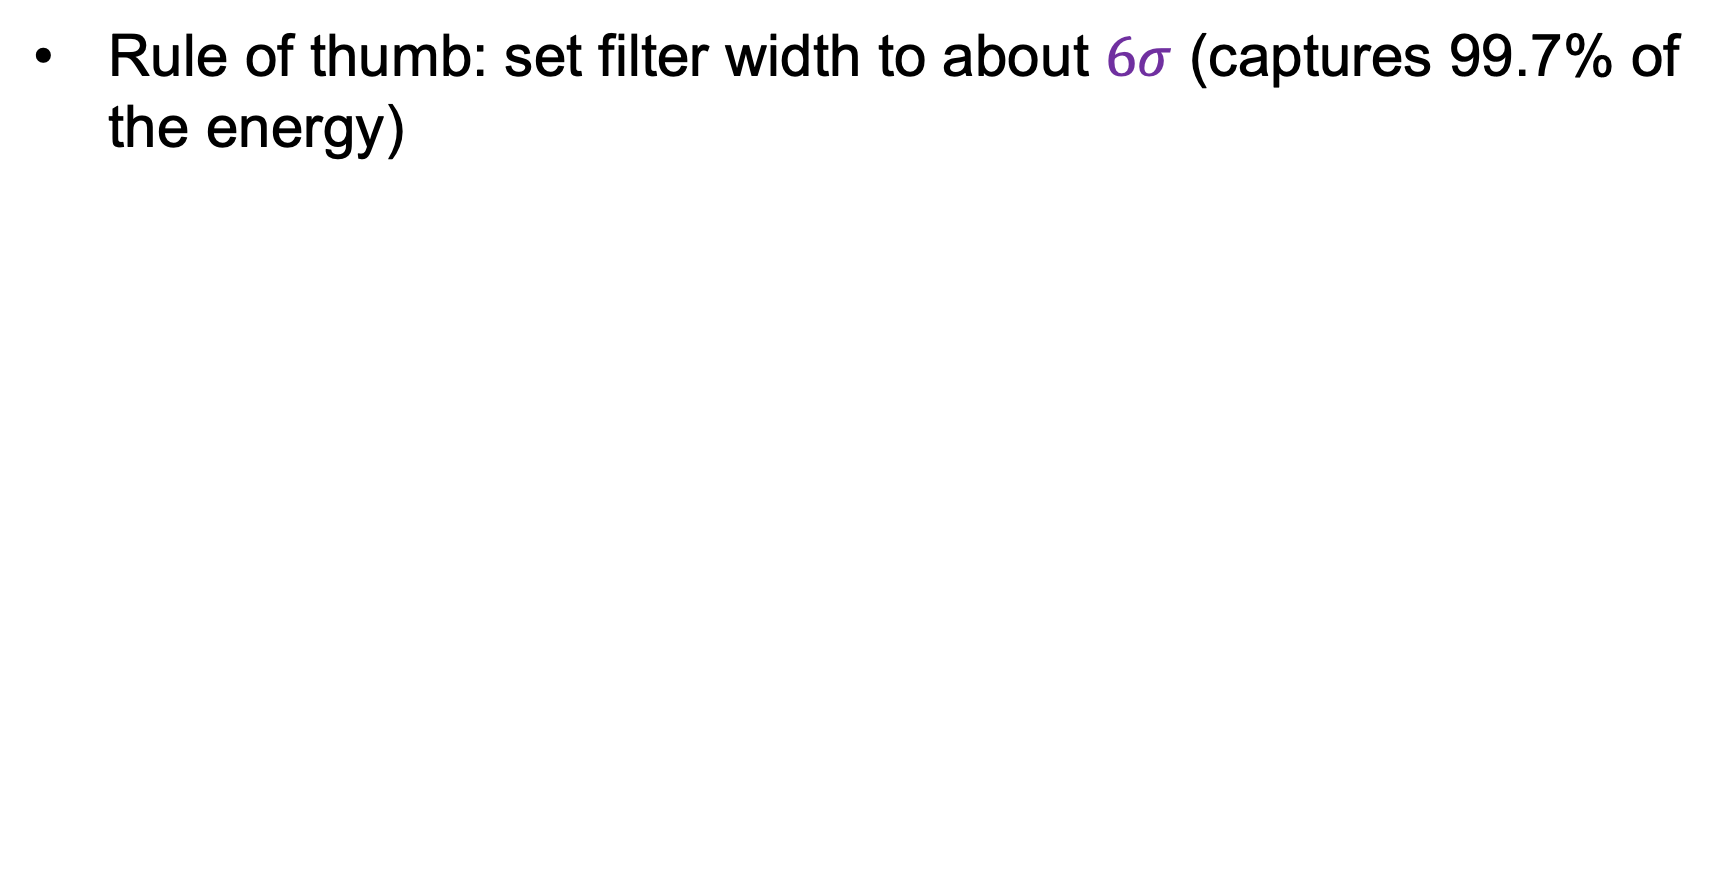 • Rule of thumb: set filter width to about 6σ (captures 99.7% of
the energy)